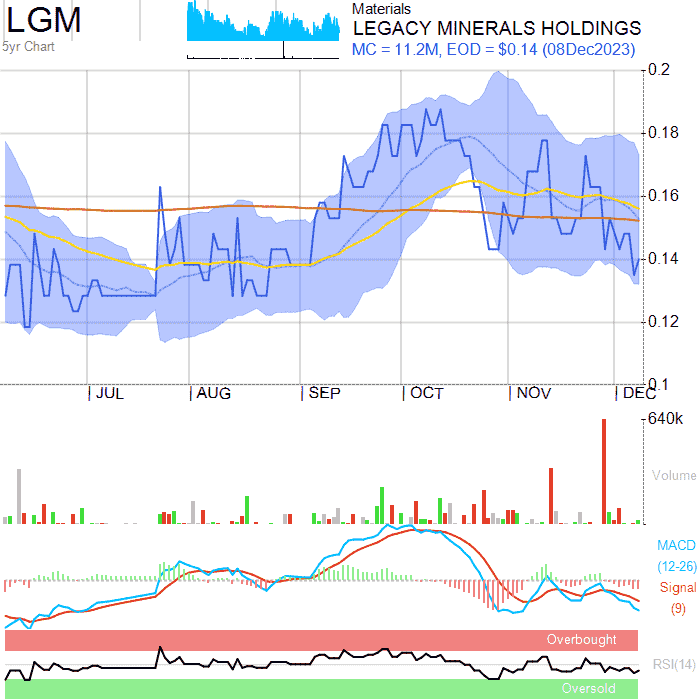 LGM
5yr Chart
Materials
LEGACY MINERALS HOLDINGS
MC = 11.2M, EOD = $0.14 (08Dec2023)
0.2
0.18
0.16
0.14
0.12
0.1
JUL
AUG
SEP
OCT
NOV
DEC
640k
Volume
MACD
(12-26)
Signal
(9)
Overbought
RSI(14)
Oversold